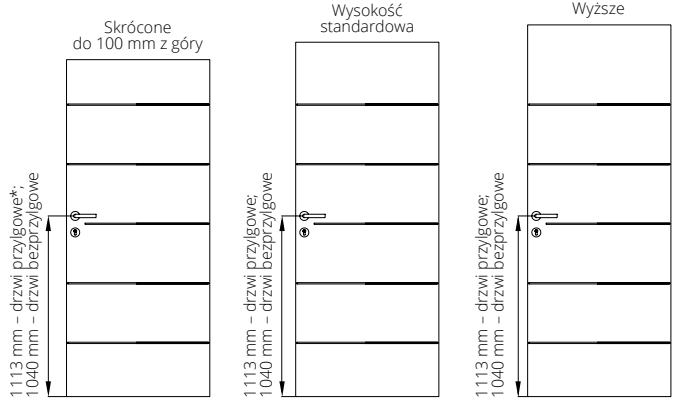 Skrócone
do 100 mm z góry
1113 mm – drzwi przylgowe*;
1040 mm – drzwi bezprzylgowe
Wysokość
standardowa
1113 mm – drzwi przylgowe;
1040 mm – drzwi bezprzylgowe
Wyższe
1113 mm – drzwi przylgowe;
1040 mm – drzwi bezprzylgowe